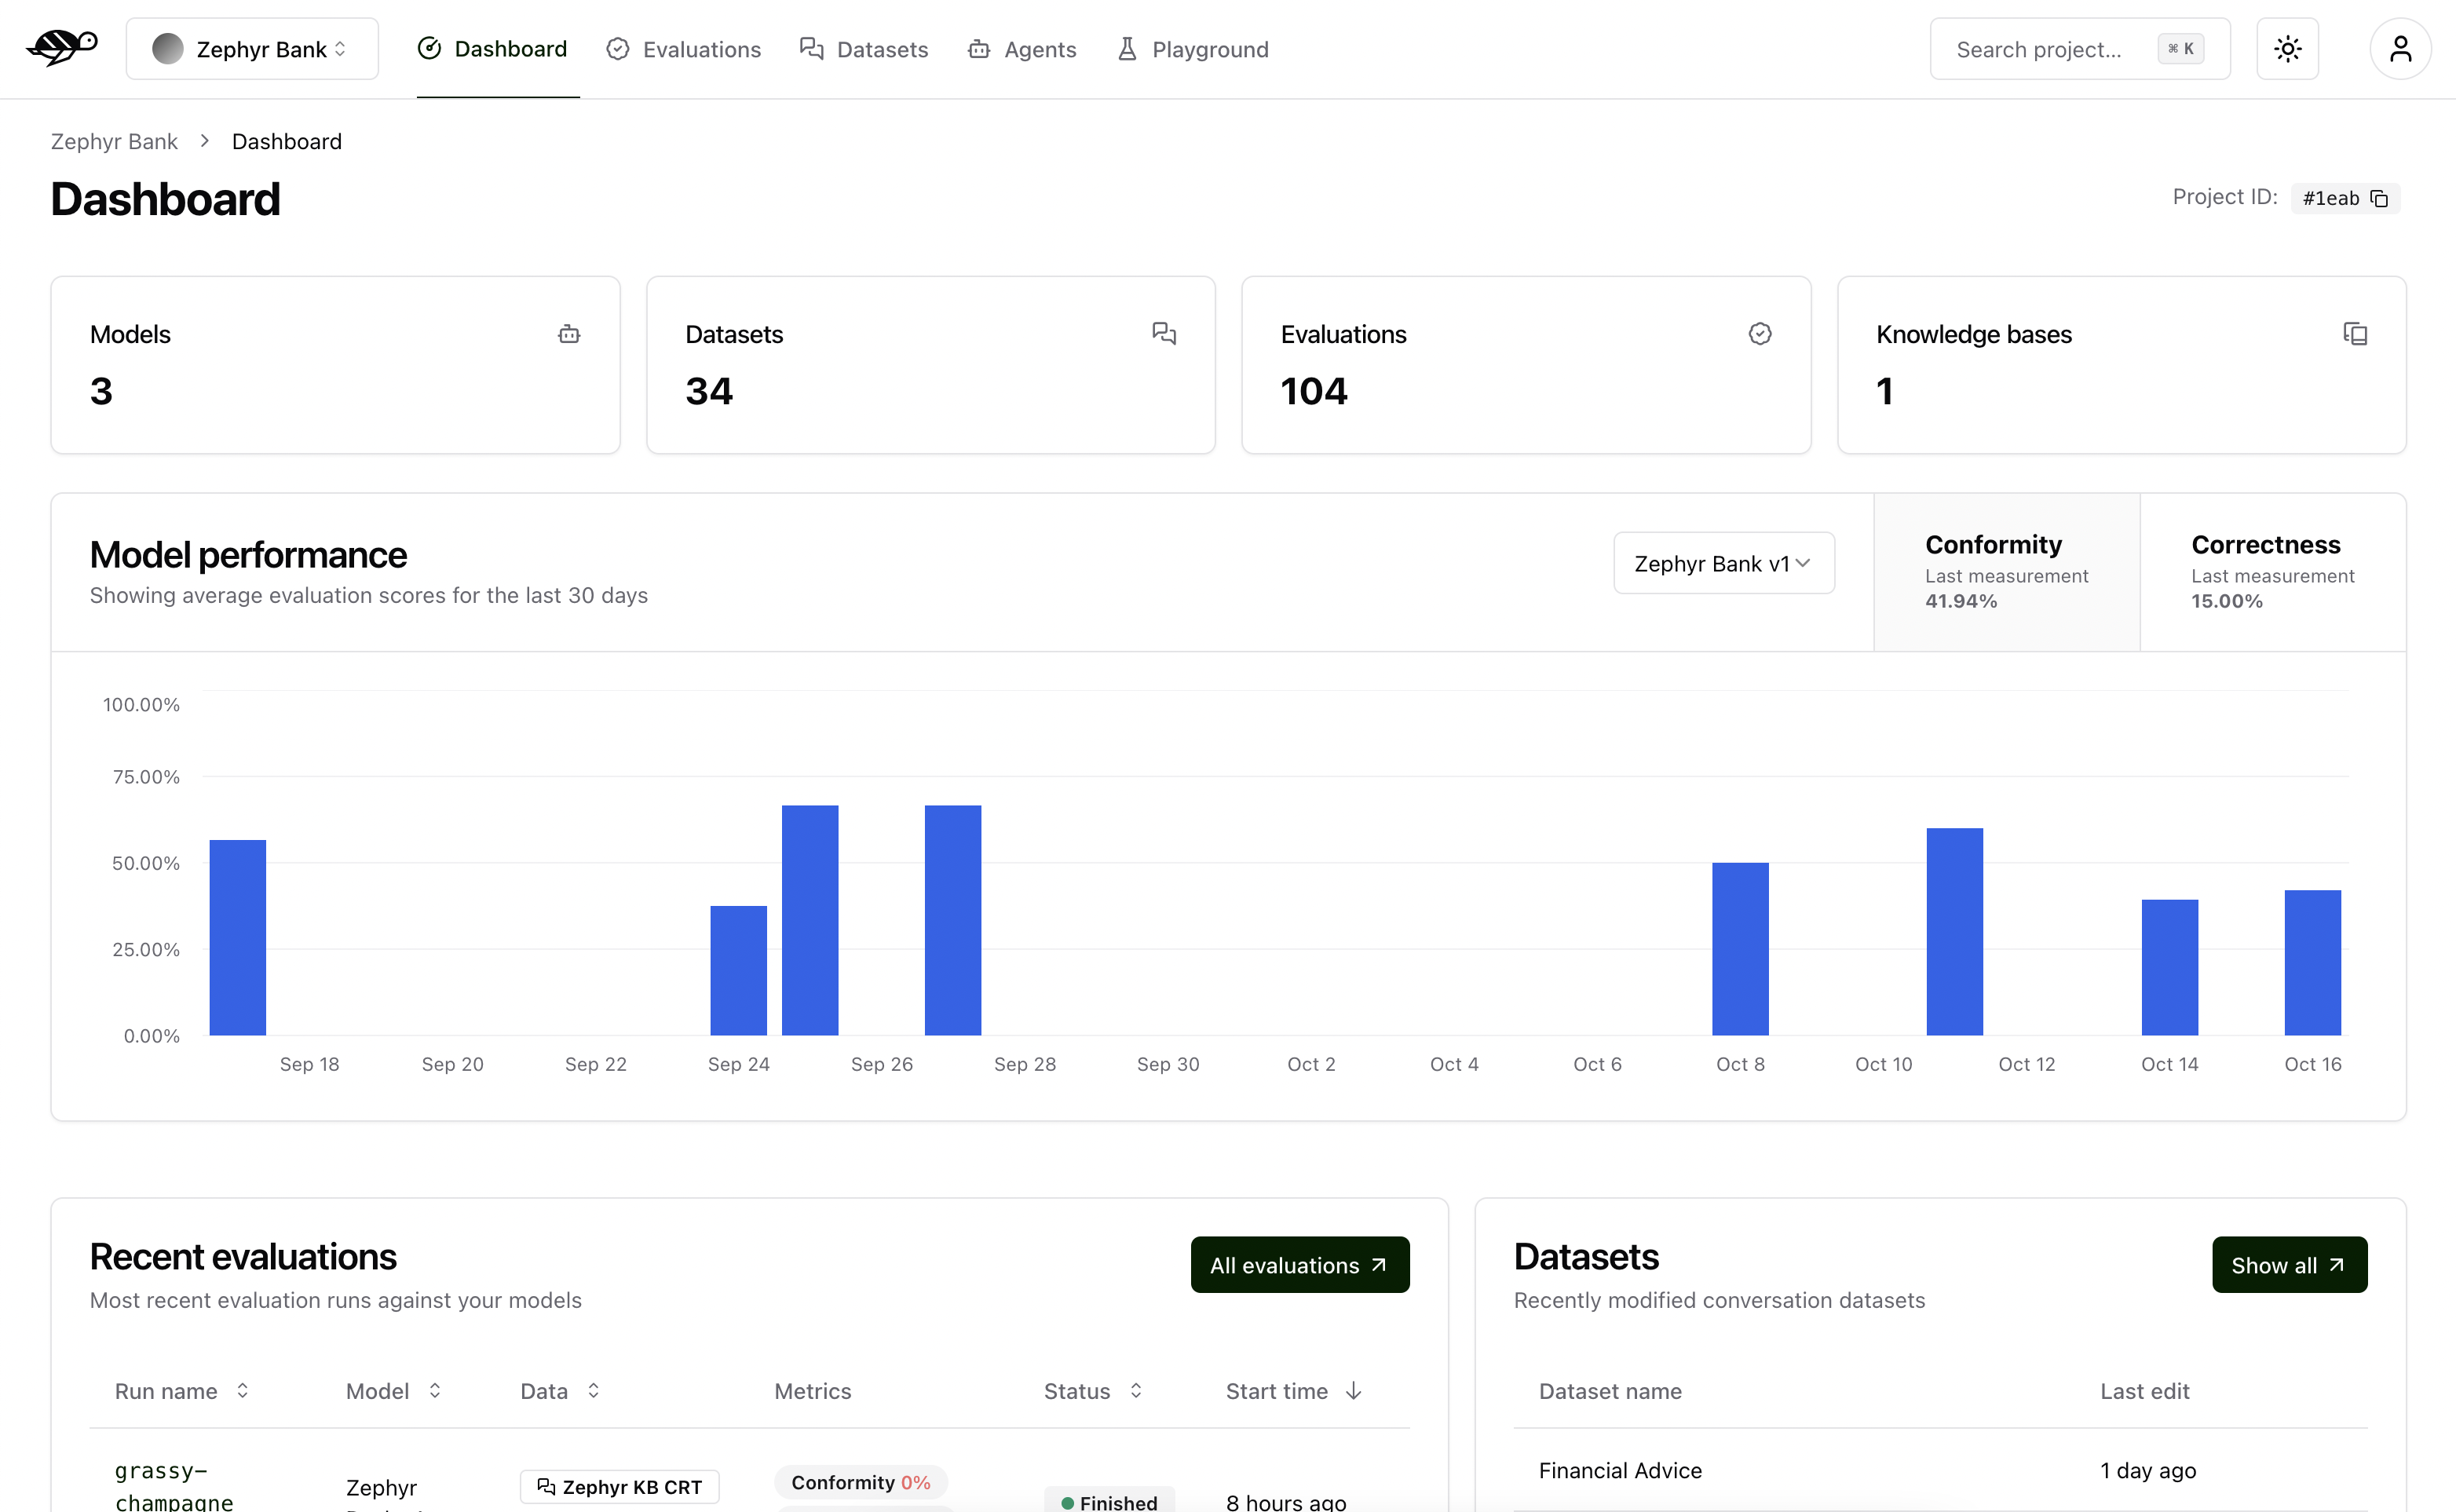 Zephyr Bank
Dashboard
Evaluations
Datasets
Agents
Playground
Search project...
⌘ K
Zephyr Bank > Dashboard
Dashboard
Project ID: #1eab
Models
3
Datasets
34
Evaluations
104
Knowledge bases
1
Model performance
Showing average evaluation scores for the last 30 days
Zephyr Bank v1
Conformity
Last measurement
41.94%
Correctness
Last measurement
15.00%
100.00%
75.00%
50.00%
25.00%
0.00%
Sep 18 Sep 20 Sep 22 Sep 24 Sep 26 Sep 28 Sep 30 Oct 2 Oct 4 Oct 6 Oct 8 Oct 10 Oct 12 Oct 14 Oct 16
Recent evaluations
Most recent evaluation runs against your models
All evaluations
Run name Model Data Metrics Status Start time
grassy-
champagne
Zephyr
Zephyr KB CRT
Conformity 0%
Finished
8 hours ago
Datasets
Recently modified conversation datasets
Show all
Dataset name Last edit
Financial Advice 1 day ago